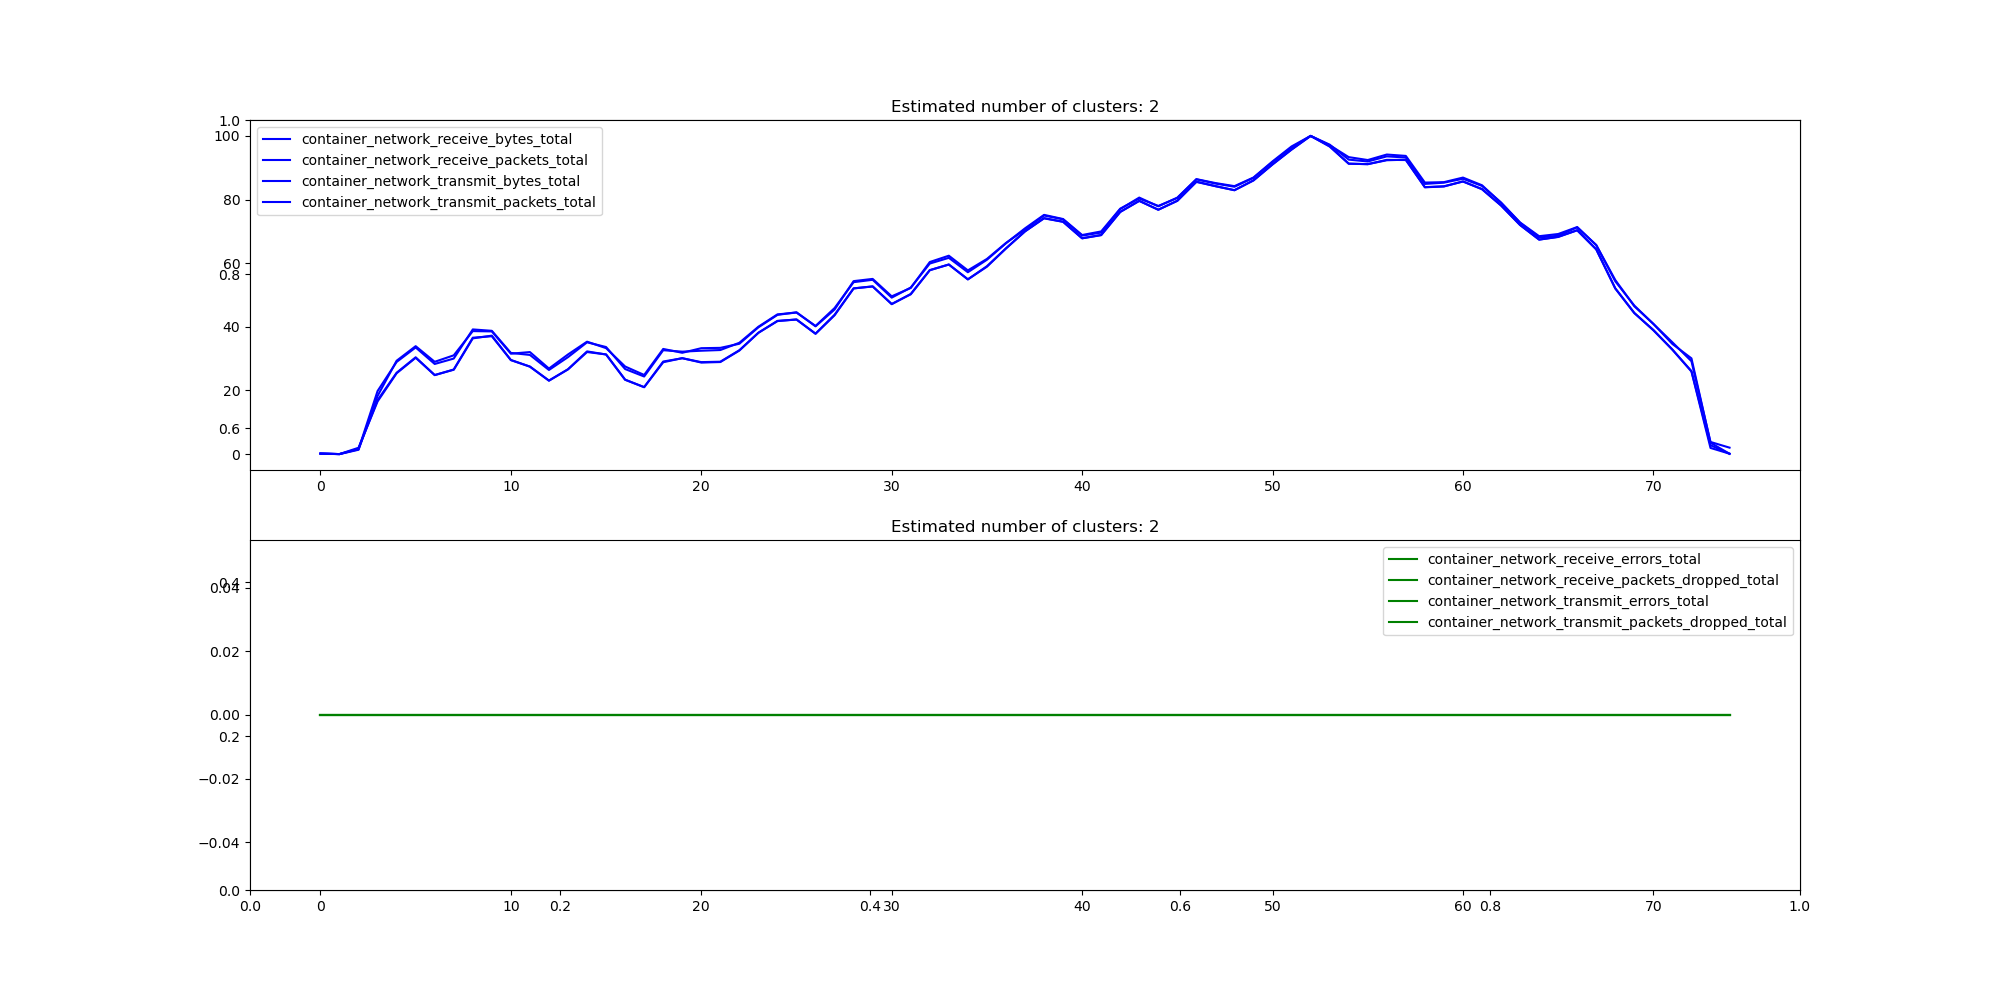 Estimated number of clusters: 2
1.0
100
80
60
0.8
40
20
0.6
0
container_network_receive_bytes_total
container_network_receive_packets_total
container_network_transmit_bytes_total
container_network_transmit_packets_total
0 10 20 30 40 50 60 70
Estimated number of clusters: 2
0.4
0.04
0.02
0.00
0.2
−0.02
−0.04
0.0
container_network_receive_errors_total
container_network_receive_packets_dropped_total
container_network_transmit_errors_total
container_network_transmit_packets_dropped_total
0.0 0 10 0.2 20 0.4 30 40 0.6 50 60 0.8 70 1.0